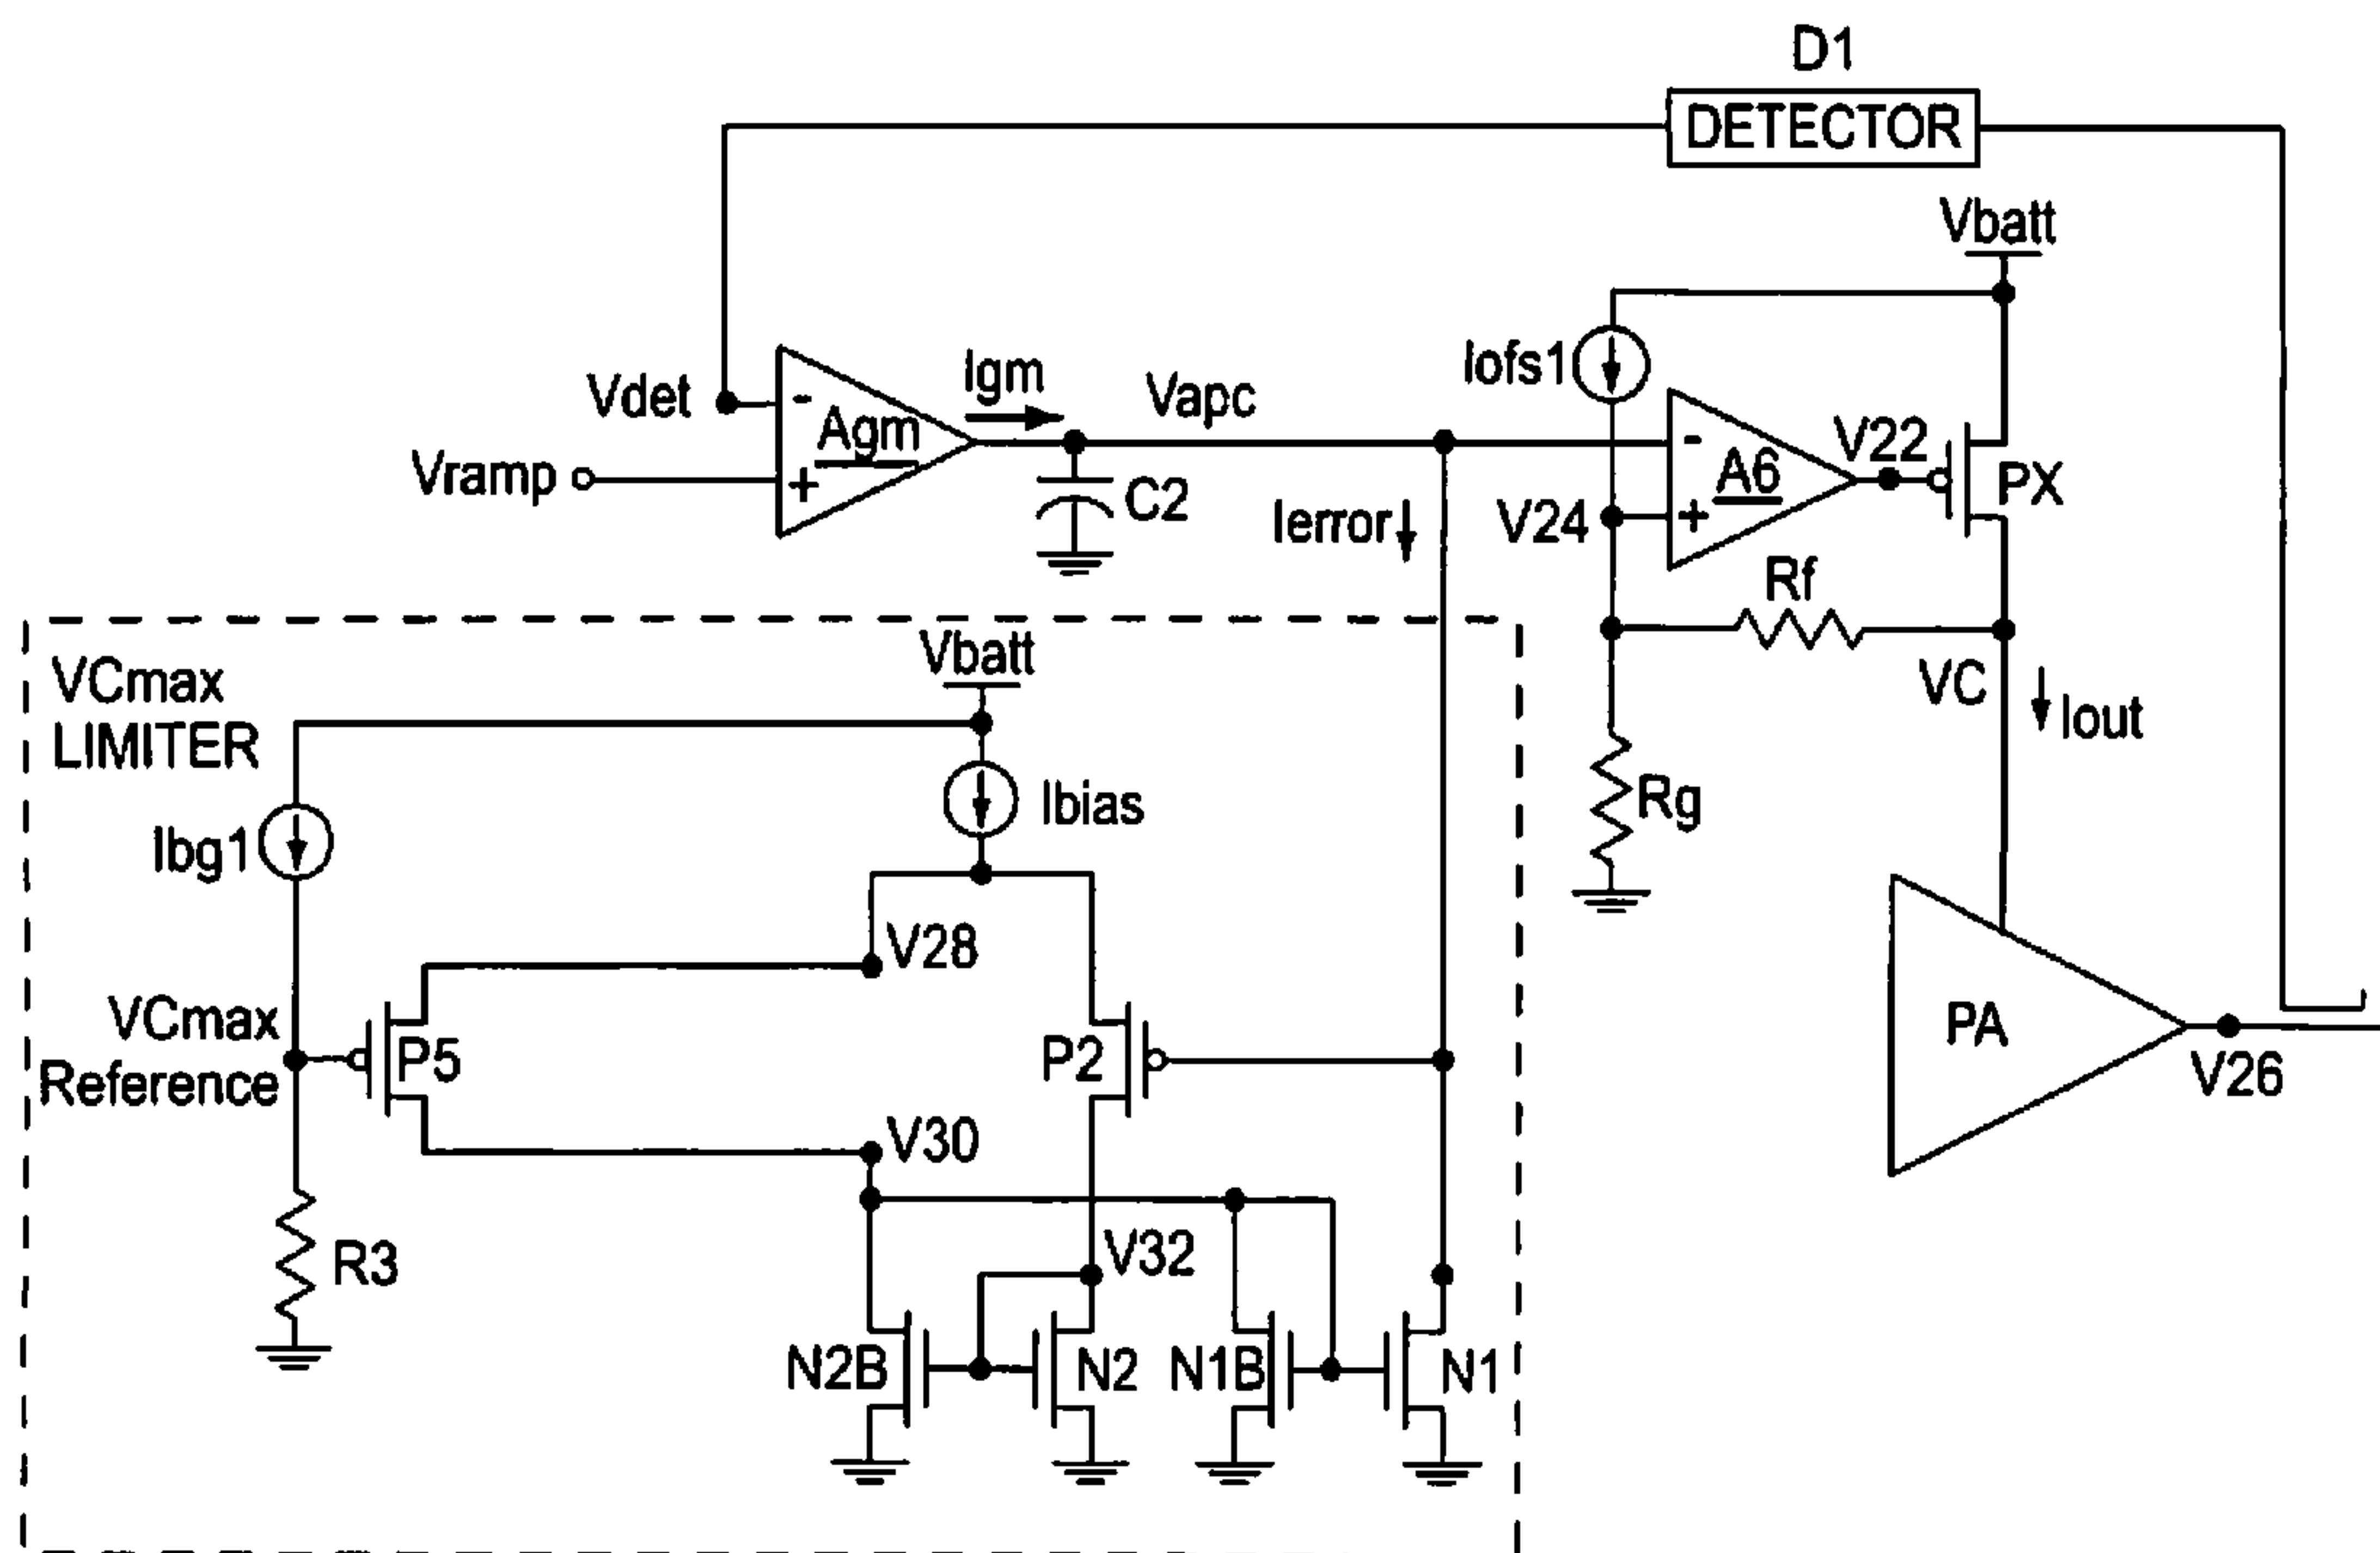 D1
DETECTOR
Vbatt
Iofs1
Igm
Vapc
Vdet
-
Agm
Vramp
+
C2
Ierror
V24
-
A6
+
V22
PX
Rf
VC
Iout
Rg
VCmax
LIMITER
Vbatt
Ibias
Ibg1
V28
VCmax
Reference
P5
P2
PA
V26
V30
V32
R3
N2B
N2
N1B
N1